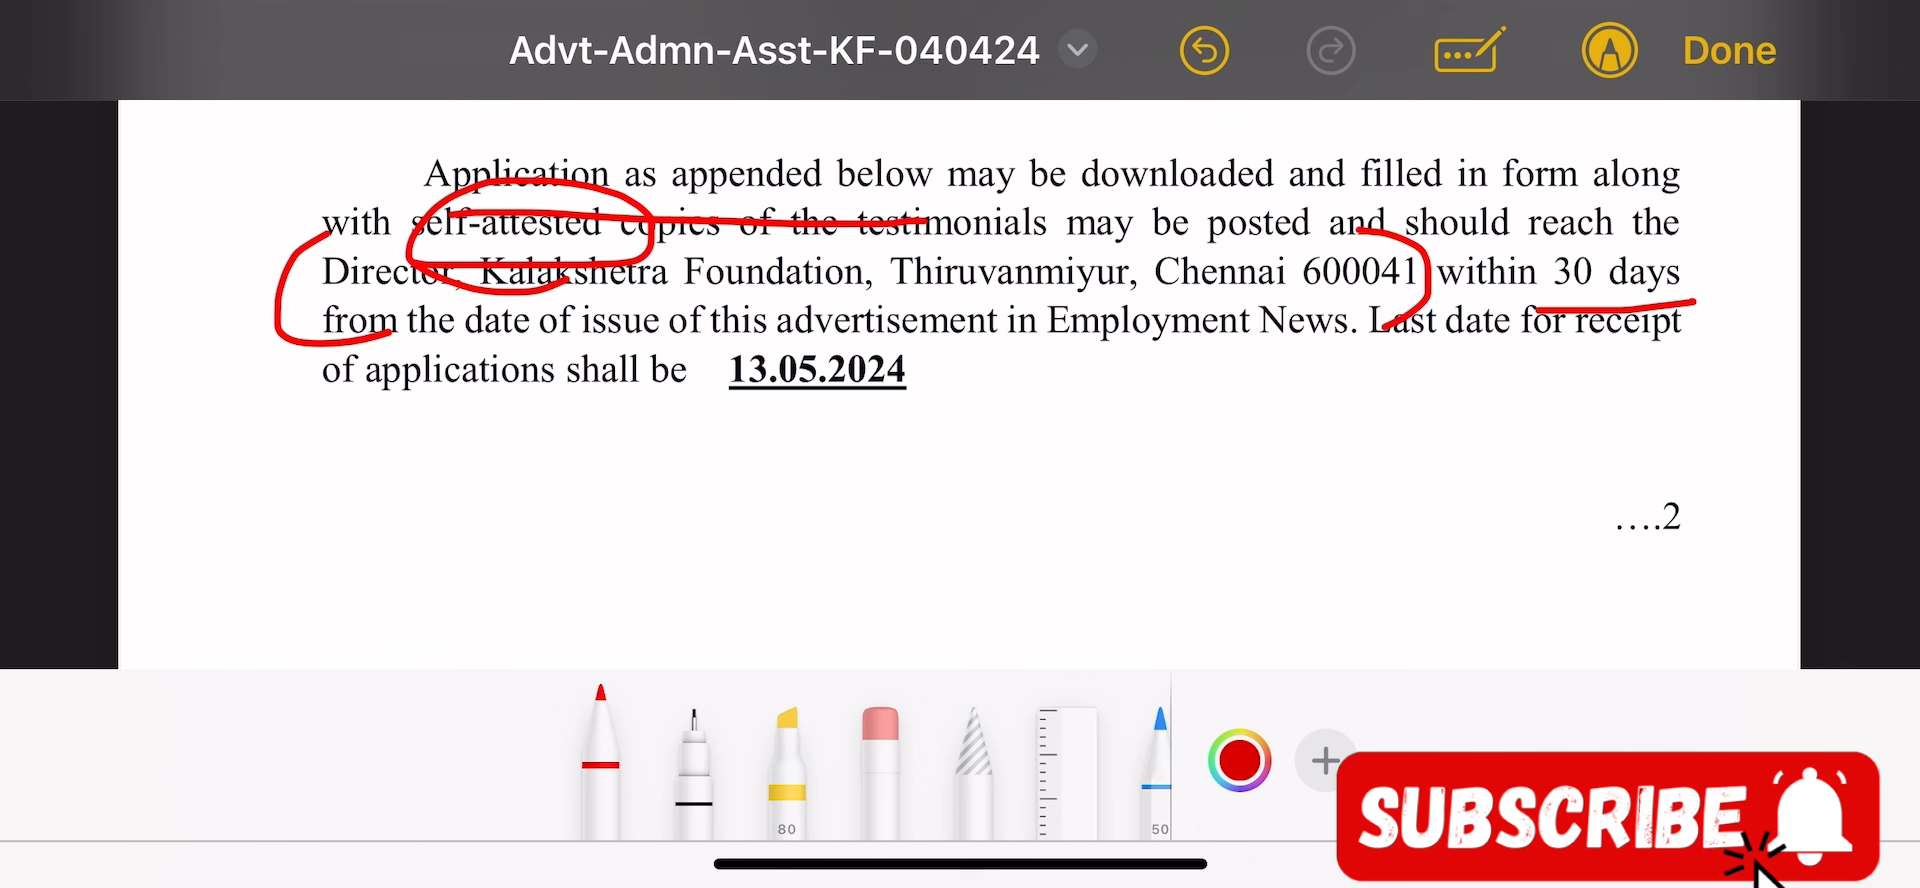 Advt-Admn-Asst-KF-040424
Done
Application as appended below may be downloaded and filled in form along
with self-attested copies of the testimonials may be posted and should reach the
Director, Kalakshetra Foundation, Thiruvanmiyur, Chennai 600041 within 30 days
from the date of issue of this advertisement in Employment News. Last date for receipt
of applications shall be 13.05.2024
....2
80
50
SUBSCRIBE